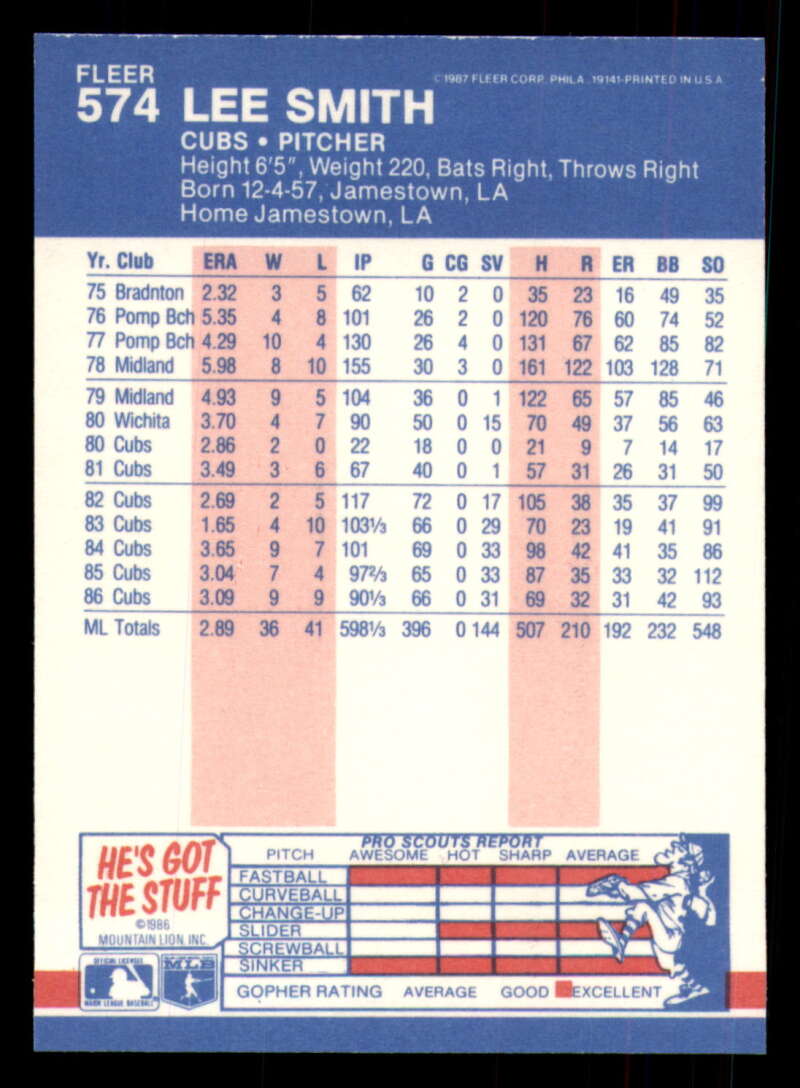 FLEER
© 1987 FLEER CORP. PHILA. 19141-PRINTED IN U.S.A.
574 LEE SMITH
CUBS • PITCHER
Height 6'5", Weight 220, Bats Right, Throws Right
Born 12-4-57, Jamestown, LA
Home Jamestown, LA
Yr. Club ERA W L IP G CG SV H R ER BB SO
75 Bradnton 2.32 3 5 62 10 2 0 35 23 16 49 35
76 Pomp Bch 5.35 4 8 101 26 2 0 120 76 60 74 52
77 Pomp Bch 4.29 10 4 130 26 4 0 131 67 62 85 82
78 Midland 5.98 8 10 155 30 3 0 161 122 103 128 71
79 Midland 4.93 9 5 104 36 0 1 122 65 57 85 46
80 Wichita 3.70 4 7 90 50 0 15 70 49 37 56 63
80 Cubs 2.86 2 0 22 18 0 0 21 9 7 14 17
81 Cubs 3.49 3 6 67 40 0 1 57 31 26 31 50
82 Cubs 2.69 2 5 117 72 0 17 105 38 35 37 99
83 Cubs 1.65 4 10 103⅓ 66 0 29 70 23 19 41 91
84 Cubs 3.65 9 7 101 69 0 33 98 42 41 35 86
85 Cubs 3.04 7 4 97⅔ 65 0 33 87 35 33 32 112
86 Cubs 3.09 9 9 90⅓ 66 0 31 69 32 31 42 93
ML Totals 2.89 36 41 598⅓ 396 0 144 507 210 192 232 548
HE'S GOT
THE STUFF
©1986
MOUNTAIN LION, INC.
OFFICIAL LICENSEE
MAJOR LEAGUE BASEBALL
MLB
PRO SCOUTS REPORT
PITCH AWESOME HOT SHARP AVERAGE
FASTBALL
CURVEBALL
CHANGE-UP
SLIDER
SCREWBALL
SINKER
GOPHER RATING AVERAGE GOOD EXCELLENT